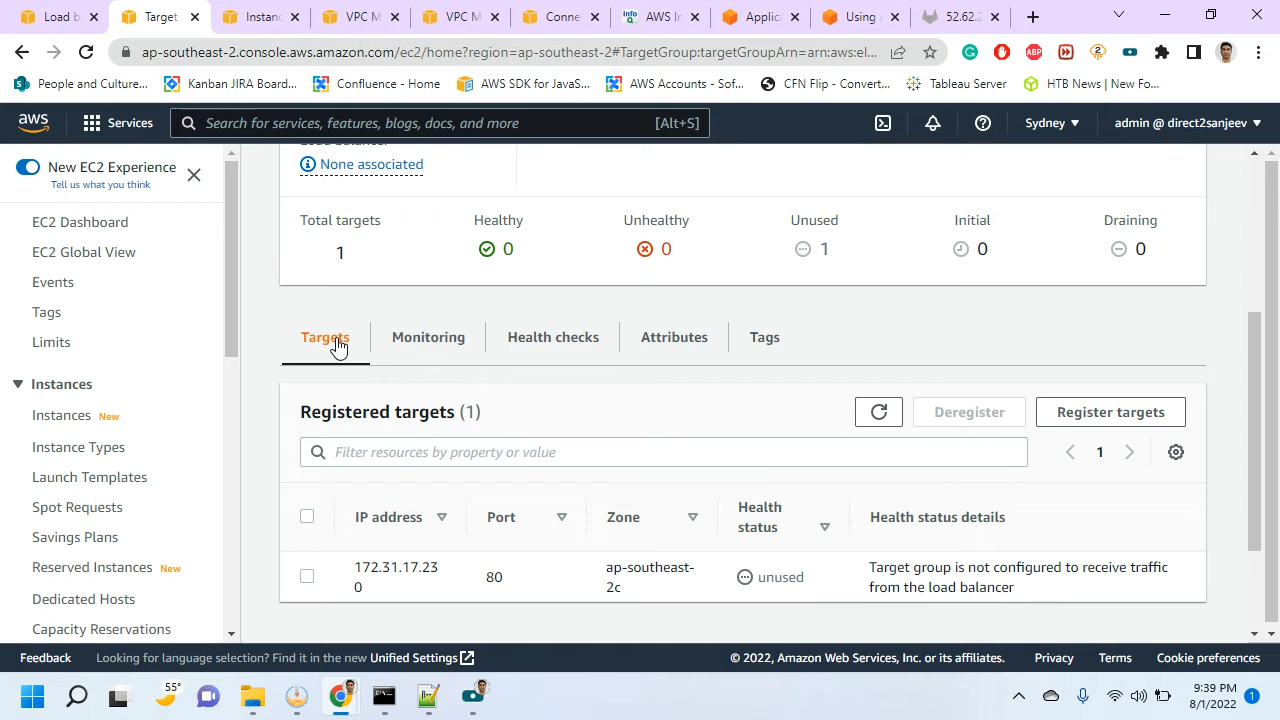 Load b
Target
Instanc
VPC M
VPC M
Conne
Info
AWS In
Applica
Using A
52.62.2
ap-southeast-2.console.aws.amazon.com/ec2/home?region=ap-southeast-2#TargetGroup:targetGroupArn=arn:aws:el...
ABP
2
People and Culture...
Kanban JIRA Board...
Confluence - Home
AWS SDK for JavaS...
AWS Accounts - Sof...
CFN Flip - Convert...
Tableau Server
HTB News | New Fo...
aws
Services
Search for services, features, blogs, docs, and more
[Alt+S]
Sydney
admin @ direct2sanjeev
New EC2 Experience
Tell us what you think
EC2 Dashboard
EC2 Global View
Events
Tags
Limits
Instances
Instances New
Instance Types
Launch Templates
Spot Requests
Savings Plans
Reserved Instances New
Dedicated Hosts
Capacity Reservations
None associated
Total targets
1
Healthy
0
Unhealthy
0
Unused
1
Initial
0
Draining
0
Targets
Monitoring
Health checks
Attributes
Tags
Registered targets (1)
Deregister
Register targets
Filter resources by property or value
1
IP address
Port
Zone
Health
status
Health status details
172.31.17.23
0
80
ap-southeast-
2c
unused
Target group is not configured to receive traffic
from the load balancer
Feedback
Looking for language selection? Find it in the new Unified Settings
© 2022, Amazon Web Services, Inc. or its affiliates.
Privacy
Terms
Cookie preferences
55°
9:39 PM
8/1/2022
1